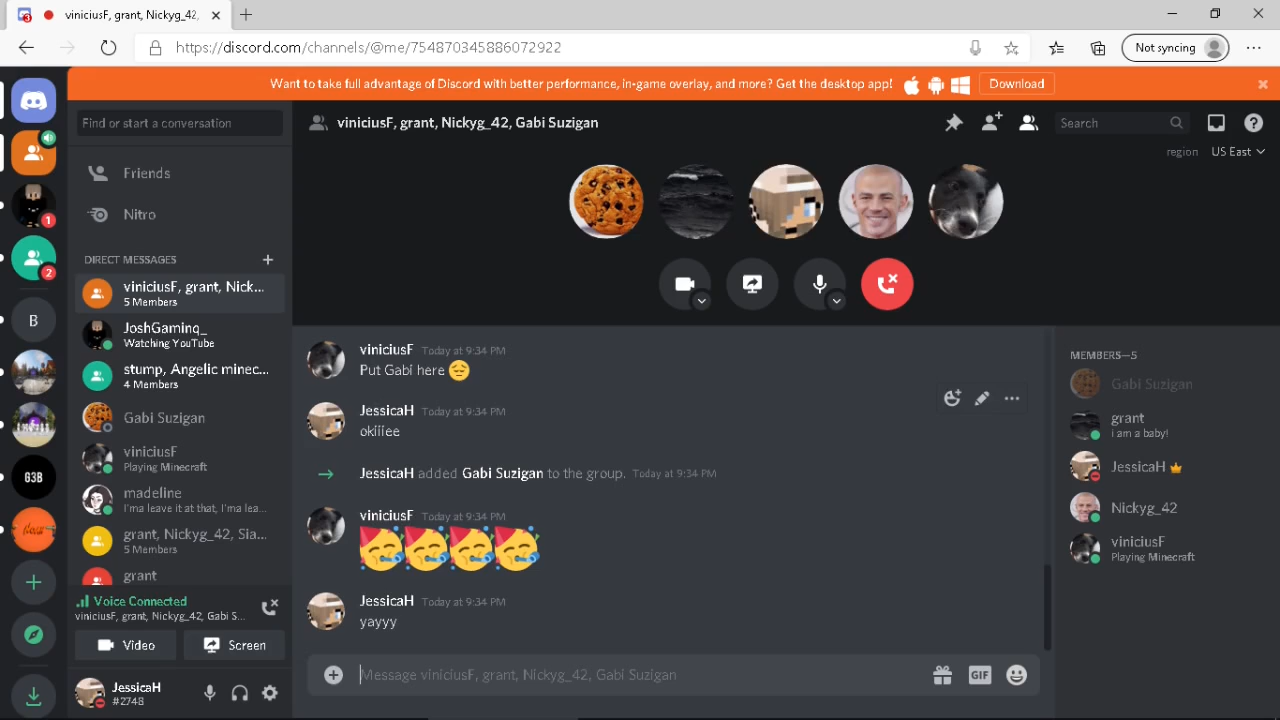 viniciusF, grant, Nickyg_42,
https://discord.com/channels/@me/754870345886072922
Not syncing
Want to take full advantage of Discord with better performance, in-game overlay, and more? Get the desktop app!
Download
Find or start a conversation
viniciusF, grant, Nickyg_42, Gabi Suzigan
Search
region US East
Friends
Nitro
DIRECT MESSAGES
viniciusF, grant, Nick...
5 Members
JoshGaming_
Watching YouTube
stump, Angelic minec...
4 Members
Gabi Suzigan
viniciusF
Playing Minecraft
madeline
I'ma leave it at that, I'ma lea...
grant, Nickyg_42, Sia...
5 Members
grant
1
2
B
G3B
Voice Connected
viniciusF, grant, Nickyg_42, Gabi S...
Video
Screen
JessicaH
#2748
viniciusF Today at 9:34 PM
Put Gabi here
JessicaH Today at 9:34 PM
okiiiee
JessicaH added Gabi Suzigan to the group. Today at 9:34 PM
viniciusF Today at 9:34 PM
JessicaH Today at 9:34 PM
yayyy
Message viniciusF, grant, Nickyg_42, Gabi Suzigan
GIF
MEMBERS—5
Gabi Suzigan
grant
i am a baby!
JessicaH
Nickyg_42
viniciusF
Playing Minecraft